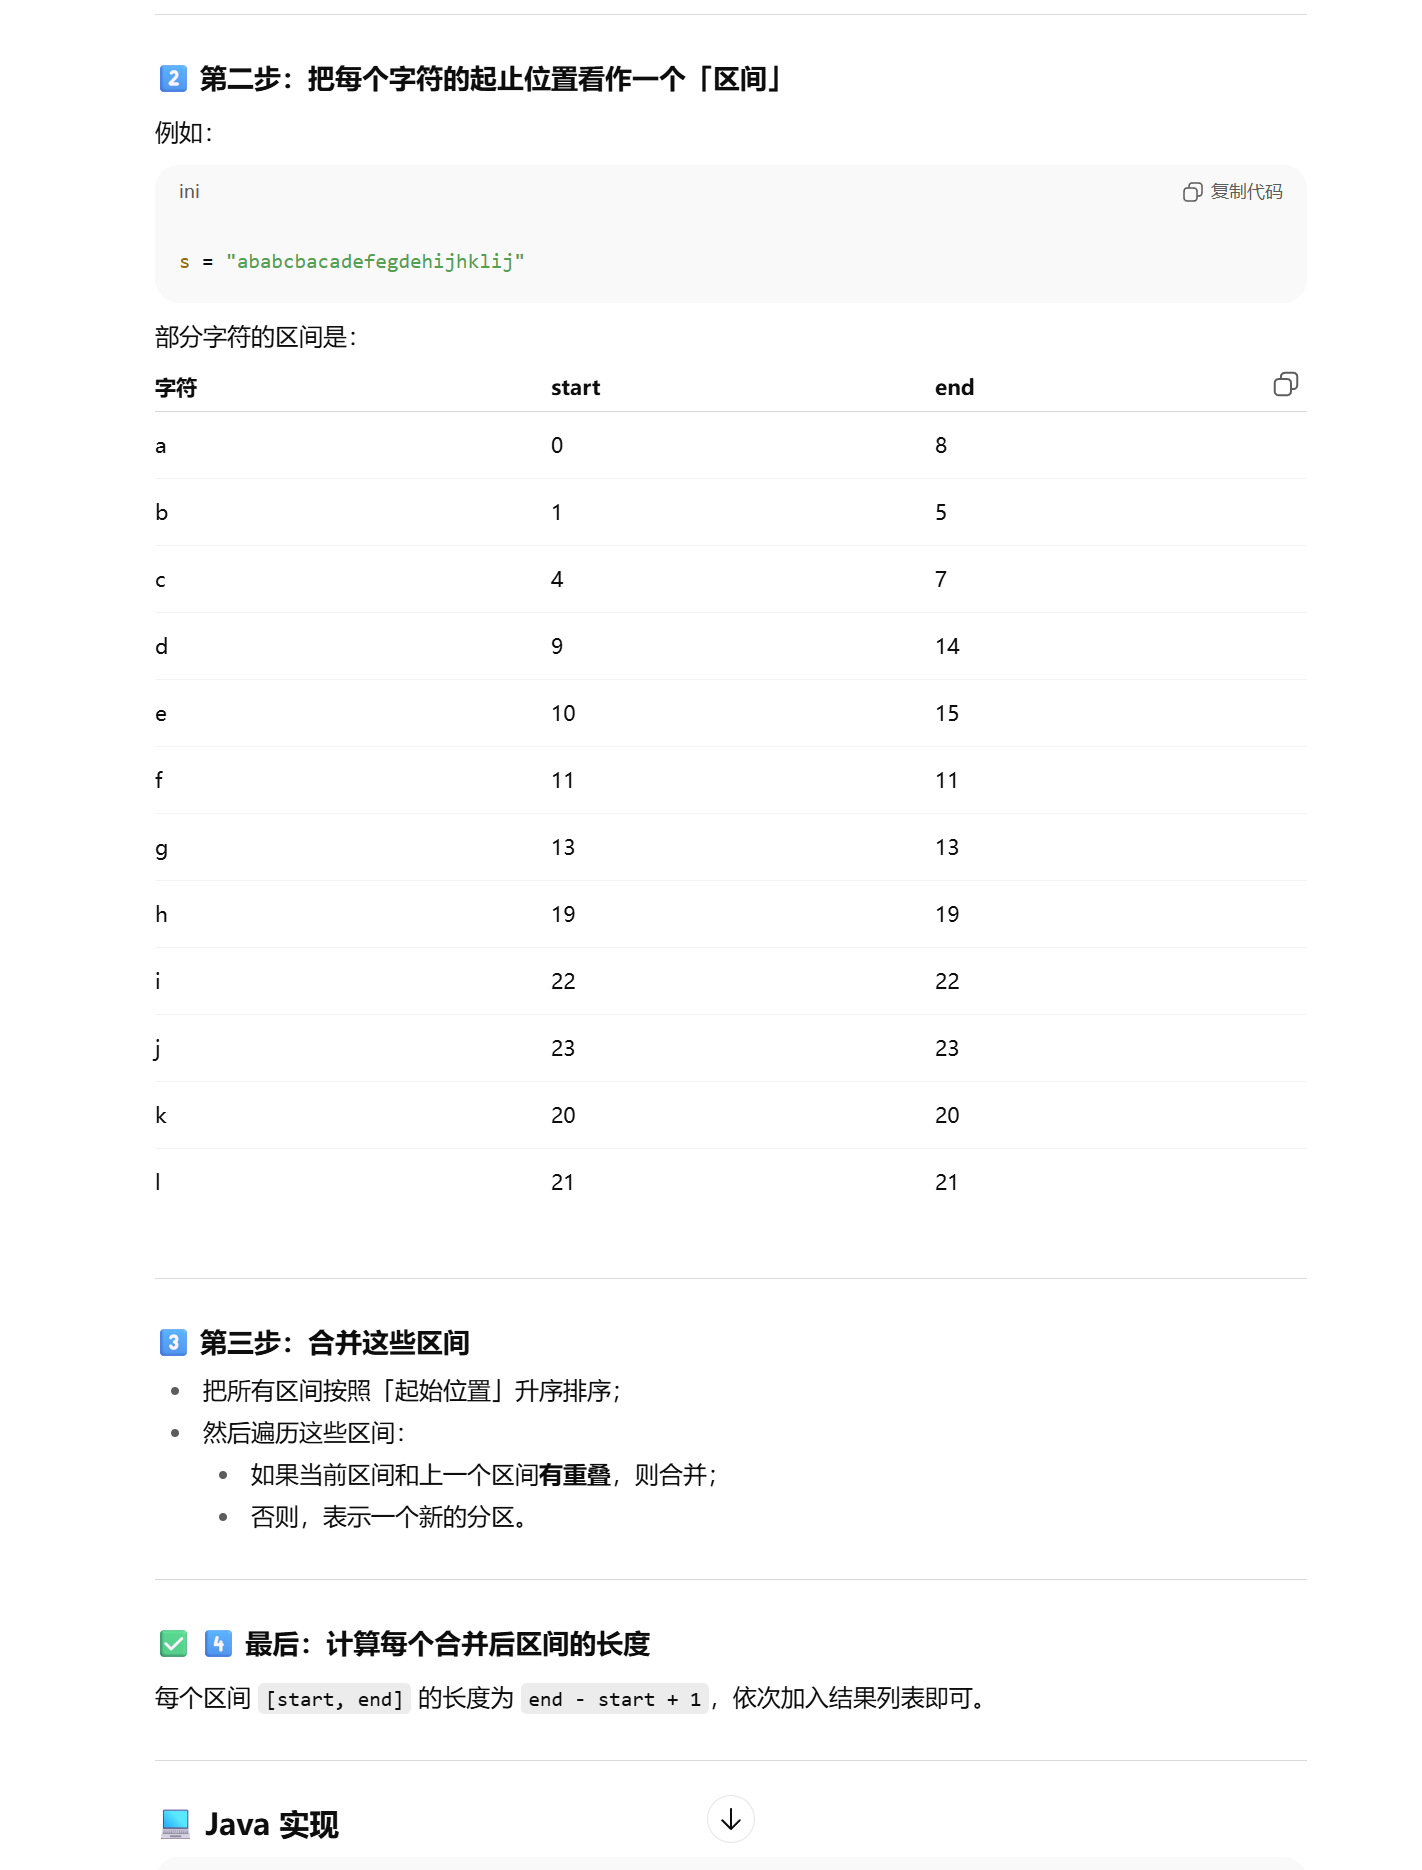 2 第二步：把每个字符的起止位置看作一个「区间」
例如：
ini 复制代码
s = "ababcbacadefegdehijhklij"
部分字符的区间是：
字符 start end
a 0 8
b 1 5
c 4 7
d 9 14
e 10 15
f 11 11
g 13 13
h 19 19
i 22 22
j 23 23
k 20 20
l 21 21
3 第三步：合并这些区间
把所有区间按照「起始位置」升序排序；
然后遍历这些区间：
如果当前区间和上一个区间有重叠，则合并；
否则，表示一个新的分区。
4 最后：计算每个合并后区间的长度
每个区间 [start, end] 的长度为 end - start + 1，依次加入结果列表即可。
Java 实现